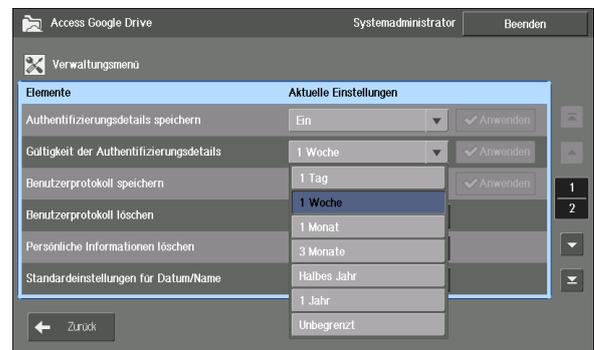 Access Google Drive Systemadministrator Beenden
Verwaltungsmenü
Elemente Aktuelle Einstellungen
Authentifizierungsdetails speichern Ein Anwenden
Gültigkeit der Authentifizierungsdetails 1 Woche Anwenden
Benutzerprotokoll speichern 1 Tag Anwenden
1 Woche
Benutzerprotokoll löschen 1 Monat
Persönliche Informationen löschen 3 Monate
Standardeinstellungen für Datum/Name Halbes Jahr
1 Jahr
Unbegrenzt
1
2
Zurück